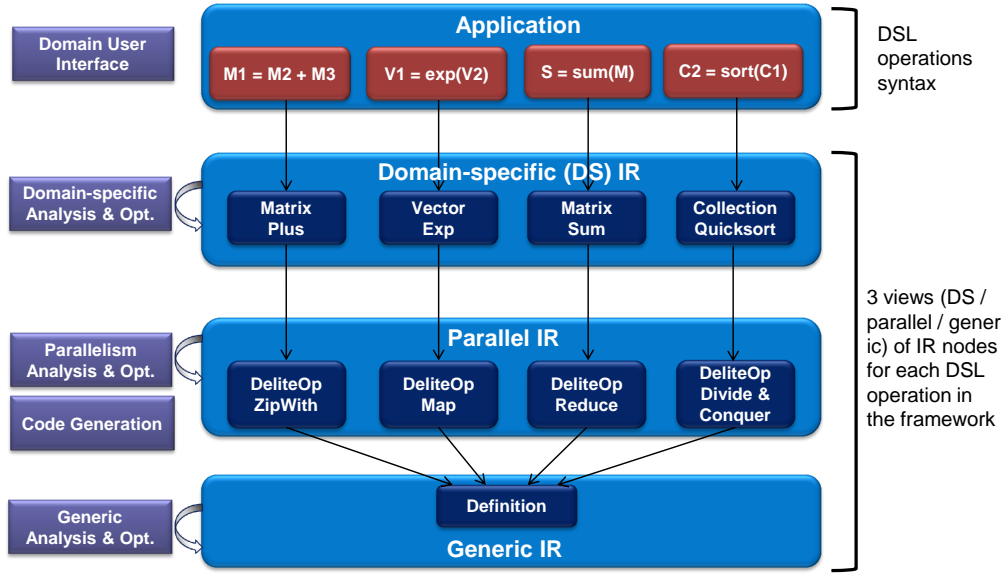 Application
Domain User
Interface
M1 = M2 + M3
V1 = exp(V2)
S = sum(M)
C2 = sort(C1)
DSL
operations
syntax
Domain-specific (DS) IR
Domain-specific
Analysis & Opt.
Matrix
Plus
Vector
Exp
Matrix
Sum
Collection
Quicksort
3 views (DS /
parallel / gener
ic) of IR nodes
for each DSL
operation in
the framework
Parallel IR
Parallelism
Analysis & Opt.
Code Generation
DeliteOp
ZipWith
DeliteOp
Map
DeliteOp
Reduce
DeliteOp
Divide &
Conquer
Definition
Generic IR
Generic
Analysis & Opt.